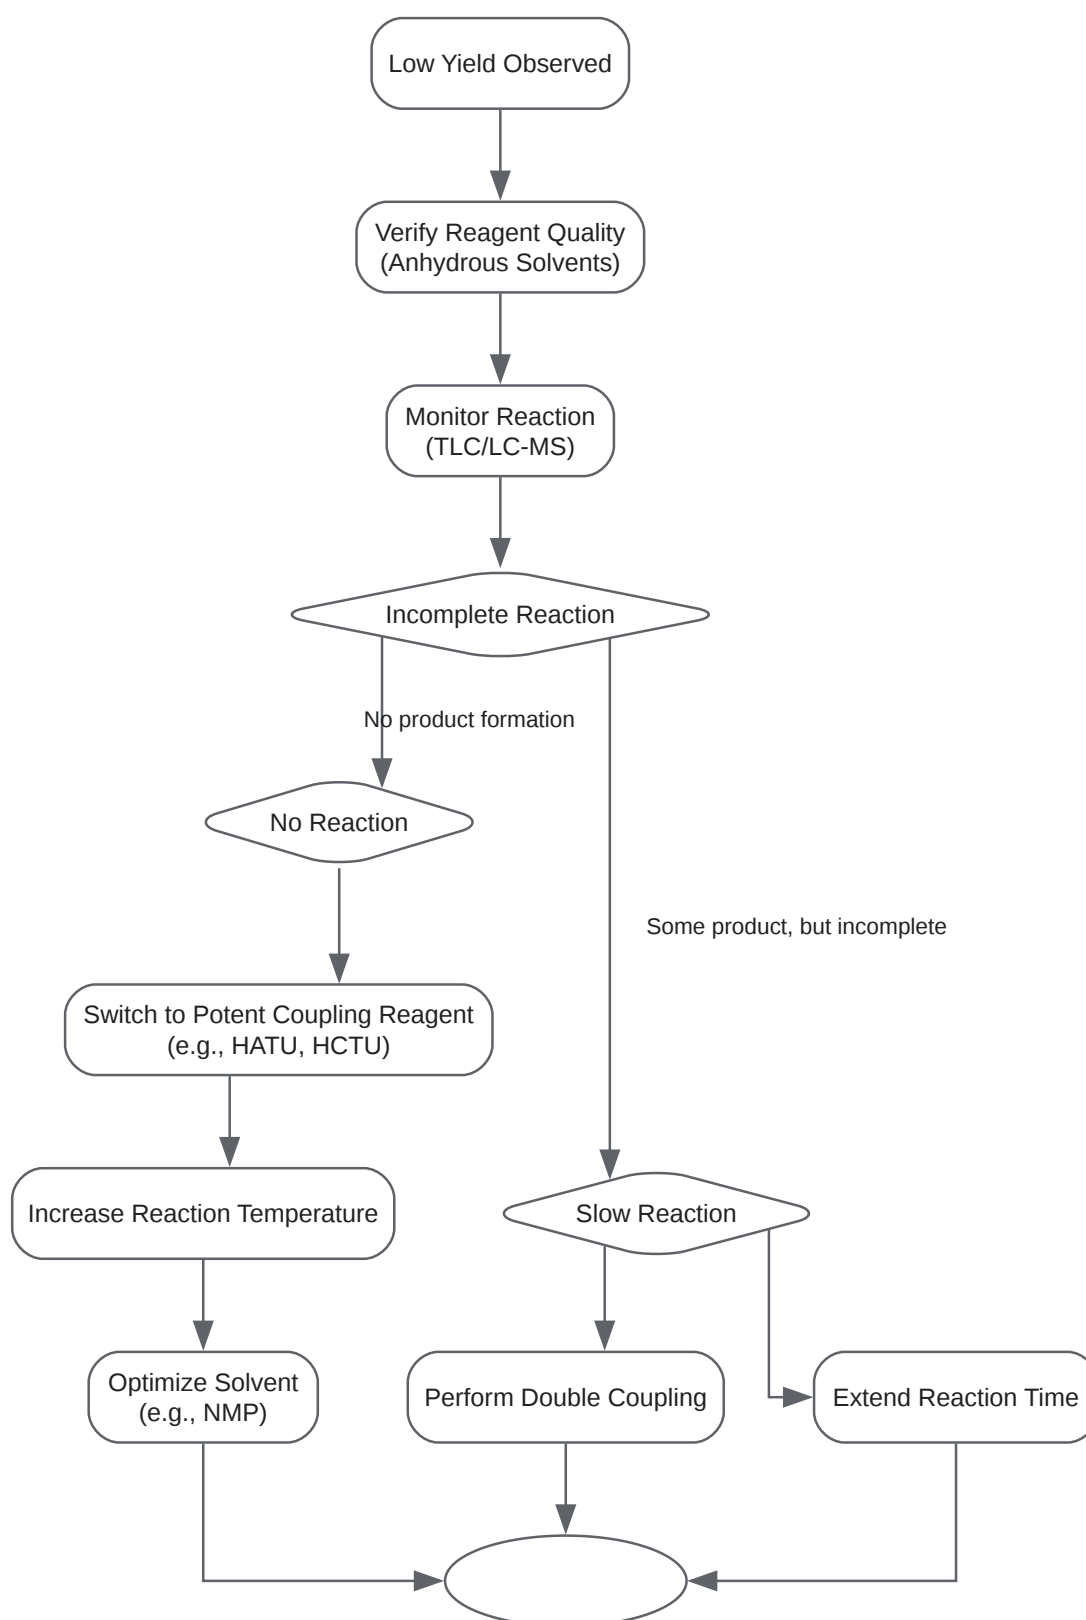 Low Yield Observed
Verify Reagent Quality
(Anhydrous Solvents)
Monitor Reaction
(TLC/LC-MS)
Incomplete Reaction
No product formation
No Reaction
Some product, but incomplete
Switch to Potent Coupling Reagent
(e.g., HATU, HCTU)
Increase Reaction Temperature
Slow Reaction
Optimize Solvent
(e.g., NMP)
Perform Double Coupling
Extend Reaction Time